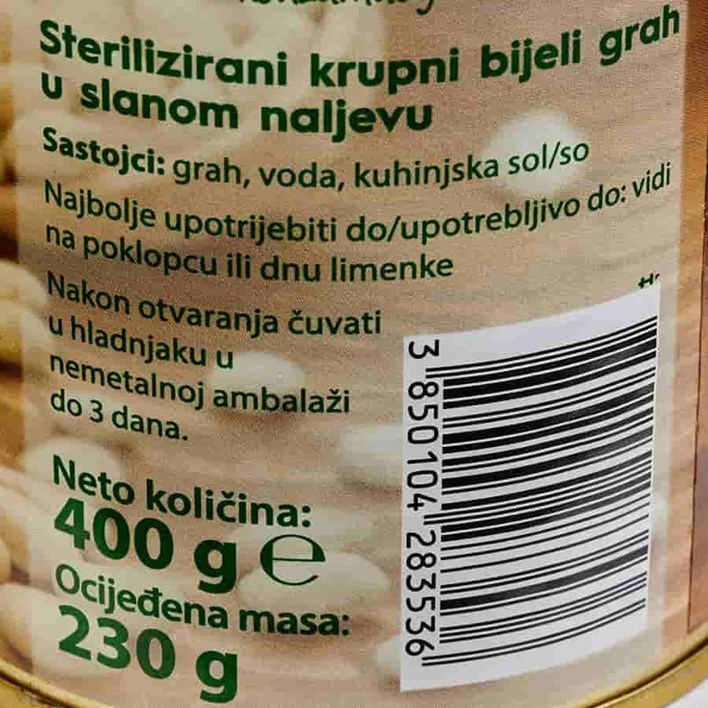 Sterilizirani krupni bijeli grah
u slanom naljevu
Sastojci: grah, voda, kuhinjska sol/so
Najbolje upotrijebiti do/upotrebljivo do: vidi
na poklopcu ili dnu limenke
Nakon otvaranja čuvati
u hladnjaku u
nemetalnoj ambalaži
do 3 dana.
Neto količina:
400 g e
Ocijeđena masa:
230 g
3 850104 283536